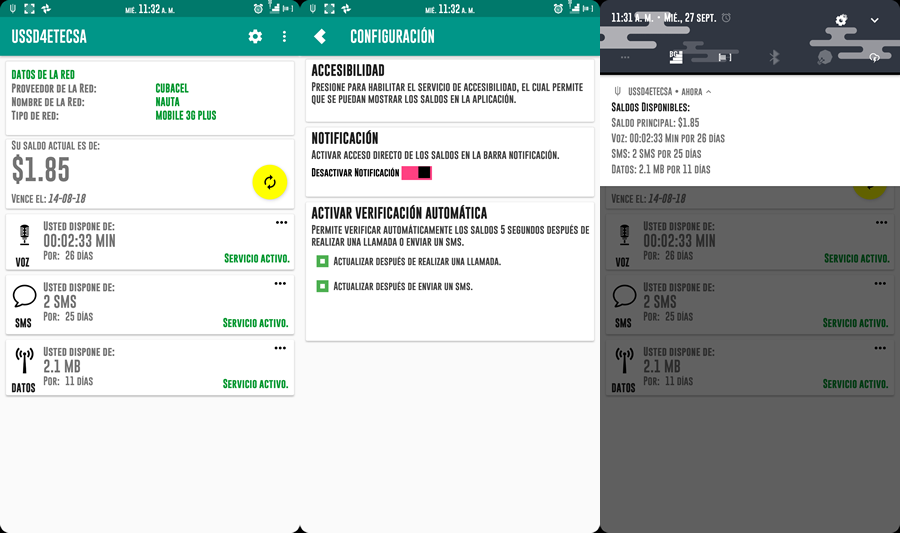 MIÉ. 11:32 A. M.
USSD4ETECSA
DATOS DE LA RED
PROVEEDOR DE LA RED: CUBACEL
NOMBRE DE LA RED: NAUTA
TIPO DE RED: MOBILE 3G PLUS
SU SALDO ACTUAL ES DE:
$1.85
VENCE EL: 14-08-18
USTED DISPONE DE:
00:02:33 MIN
POR: 26 DÍAS
VOZ
SERVICIO ACTIVO.
USTED DISPONE DE:
2 SMS
POR: 25 DÍAS
SMS
SERVICIO ACTIVO.
USTED DISPONE DE:
2.1 MB
POR: 11 DÍAS
DATOS
SERVICIO ACTIVO.
MIÉ. 11:32 A. M.
CONFIGURACIÓN
ACCESIBILIDAD
PRESIONE PARA HABILITAR EL SERVICIO DE ACCESIBILIDAD, EL CUAL PERMITE
QUE SE PUEDAN MOSTRAR LOS SALDOS EN LA APLICACIÓN.
NOTIFICACIÓN
ACTIVAR ACCESO DIRECTO DE LOS SALDOS EN LA BARRA NOTIFICACIÓN.
DESACTIVAR NOTIFICACIÓN
ACTIVAR VERIFICACIÓN AUTOMÁTICA
PERMITE VERIFICAR AUTOMÁTICAMENTE LOS SALDOS 5 SEGUNDOS DESPUÉS DE
REALIZAR UNA LLAMADA O ENVIAR UN SMS.
ACTUALIZAR DESPUÉS DE REALIZAR UNA LLAMADA.
ACTUALIZAR DESPUÉS DE ENVIAR UN SMS.
11:31 A. M. • MIÉ., 27 SEPT.
USSD4ETECSA • AHORA
SALDOS DISPONIBLES:
SALDO PRINCIPAL: $1.85
VOZ: 00:02:33 MIN POR 26 DÍAS
SMS: 2 SMS POR 25 DÍAS
DATOS: 2.1 MB POR 11 DÍAS
VENCE EL: 14-08-18
USTED DISPONE DE:
00:02:33 MIN
POR: 26 DÍAS
VOZ
SERVICIO ACTIVO.
USTED DISPONE DE:
2 SMS
POR: 25 DÍAS
SMS
SERVICIO ACTIVO.
USTED DISPONE DE:
2.1 MB
POR: 11 DÍAS
DATOS
SERVICIO ACTIVO.